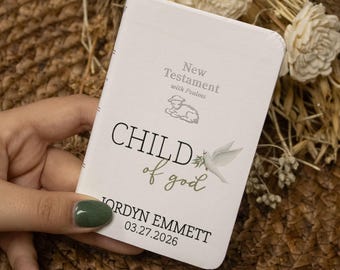 New
Testament
with Psalms
CHILD
of god
JORDYN EMMETT
03.27.2026